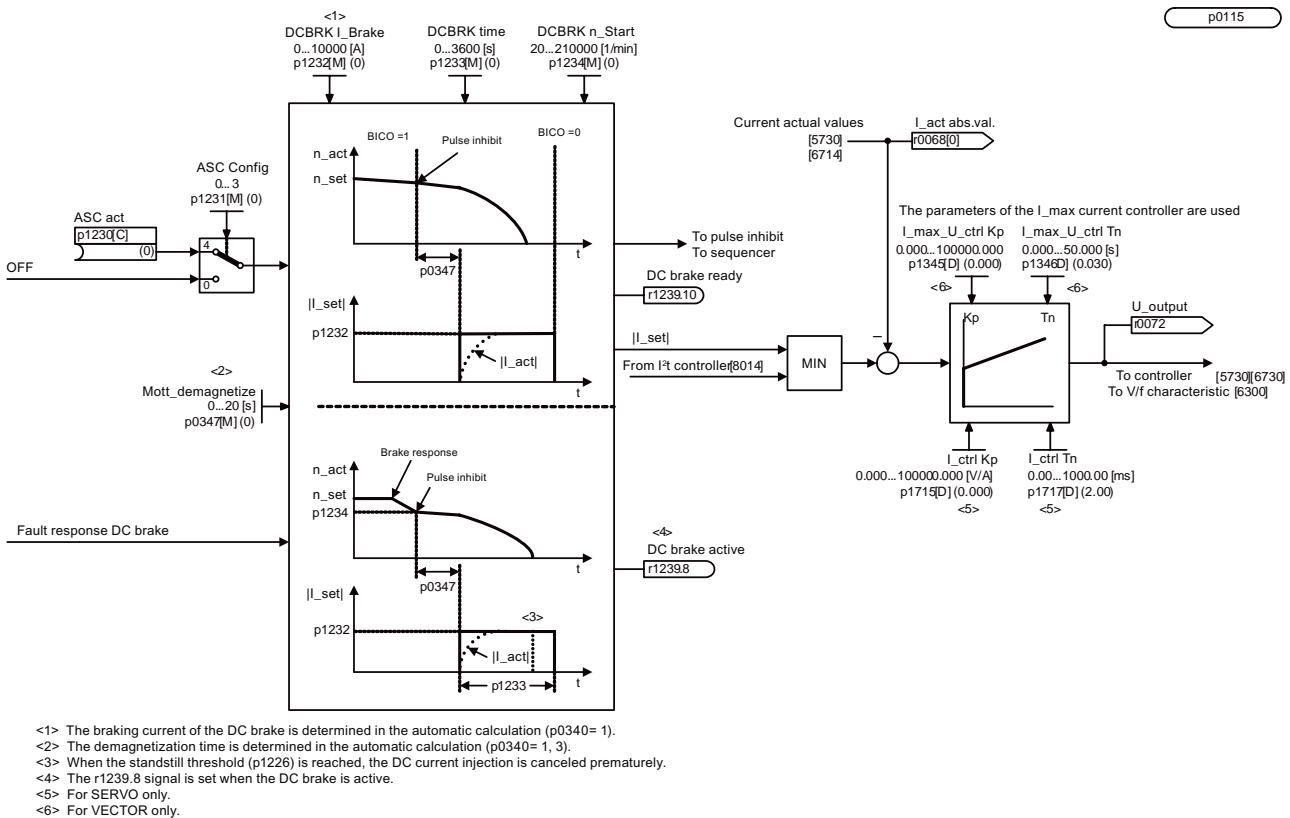 p0115
<1>
DCBRK I_Brake
0...10000 [A]
p1232[M] (0)
DCBRK time
0...3600 [s]
p1233[M] (0)
DCBRK n_Start
20...210000 [1/min]
p1234[M] (0)
ASC Config
0... 3
p1231[M] (0)
ASC act
p1230[C]
(0)
OFF
4
0
BICO =1
Pulse inhibit
BICO =0
n_act
n_set
t
p0347
|I_set|
p1232
|I_act|
t
<2>
Mott_demagnetize
0...20 [s]
p0347[M] (0)
Brake response
Pulse inhibit
n_act
n_set
p1234
t
p0347
|I_set|
p1232
<3>
|I_act|
t
p1233
Fault response DC brake
To pulse inhibit
To sequencer
DC brake ready
r1239.10
|I_set|
From I²t controller[8014]
MIN
Current actual values
[5730]
[6714]
I_act abs.val.
r0068[0]
–
The parameters of the I_max current controller are used
I_max_U_ctrl Kp
0.000...100000.000
p1345[D] (0.000)
<6>
I_max_U_ctrl Tn
0.000...50.000 [s]
p1346[D] (0.030)
<6>
Kp
Tn
U_output
r0072
To controller [5730][6730]
To V/f characteristic [6300]
I_ctrl Kp
0.000...100000.000 [V/A]
p1715[D] (0.000)
<5>
I_ctrl Tn
0.00...1000.00 [ms]
p1717[D] (2.00)
<5>
<4>
DC brake active
r1239.8
<1> The braking current of the DC brake is determined in the automatic calculation (p0340= 1).
<2> The demagnetization time is determined in the automatic calculation (p0340= 1, 3).
<3> When the standstill threshold (p1226) is reached, the DC current injection is canceled prematurely.
<4> The r1239.8 signal is set when the DC brake is active.
<5> For SERVO only.
<6> For VECTOR only.